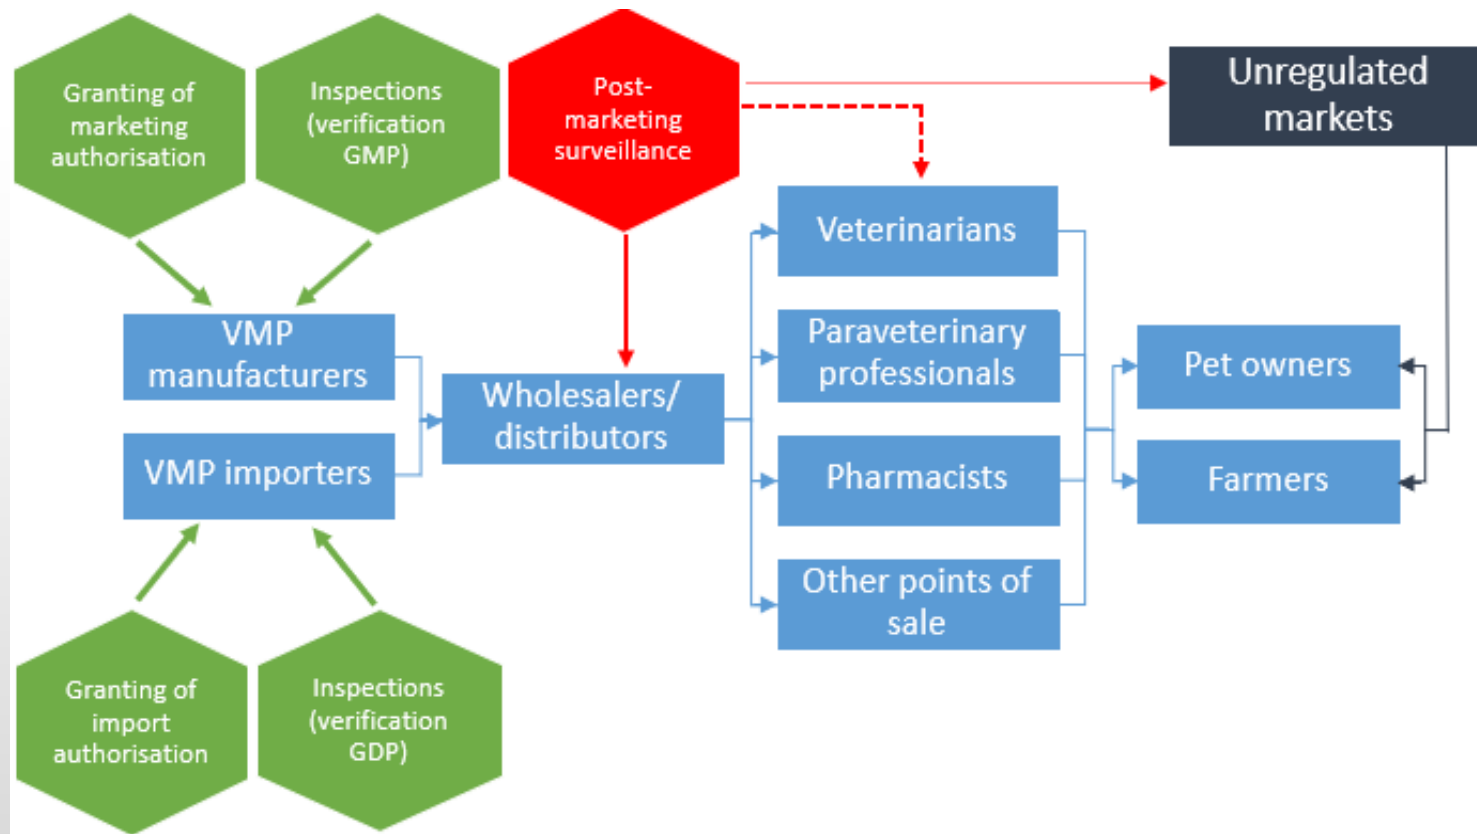 Granting of
marketing
authorisation
Inspections
(verification
GMP)
Post-
marketing
surveillance
Unregulated
markets
Veterinarians
VMP
manufacturers
Paraveterinary
professionals
Pet owners
Wholesalers/
distributors
VMP importers
Pharmacists
Farmers
Other points of
sale
Granting of
import
authorisation
Inspections
(verification
GDP)